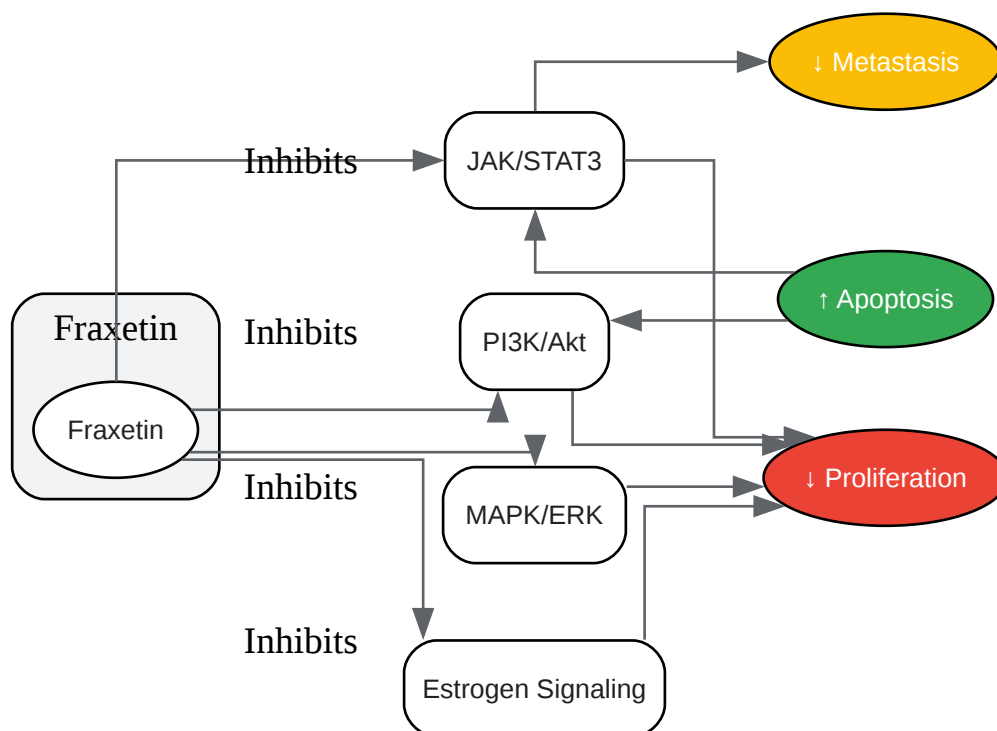 ↓ Metastasis
Inhibits
JAK/STAT3
↑ Apoptosis
Fraxetin
Inhibits
PI3K/Akt
Fraxetin
↓ Proliferation
Inhibits
MAPK/ERK
Inhibits
Estrogen Signaling